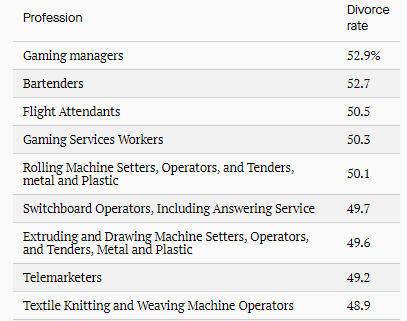 Profession
Divorce
rate
Gaming managers 52.9%
Bartenders 52.7
Flight Attendants 50.5
Gaming Services Workers 50.3
Rolling Machine Setters, Operators, and Tenders,
metal and Plastic 50.1
Switchboard Operators, Including Answering Service 49.7
Extruding and Drawing Machine Setters, Operators,
and Tenders, Metal and Plastic 49.6
Telemarketers 49.2
Textile Knitting and Weaving Machine Operators 48.9